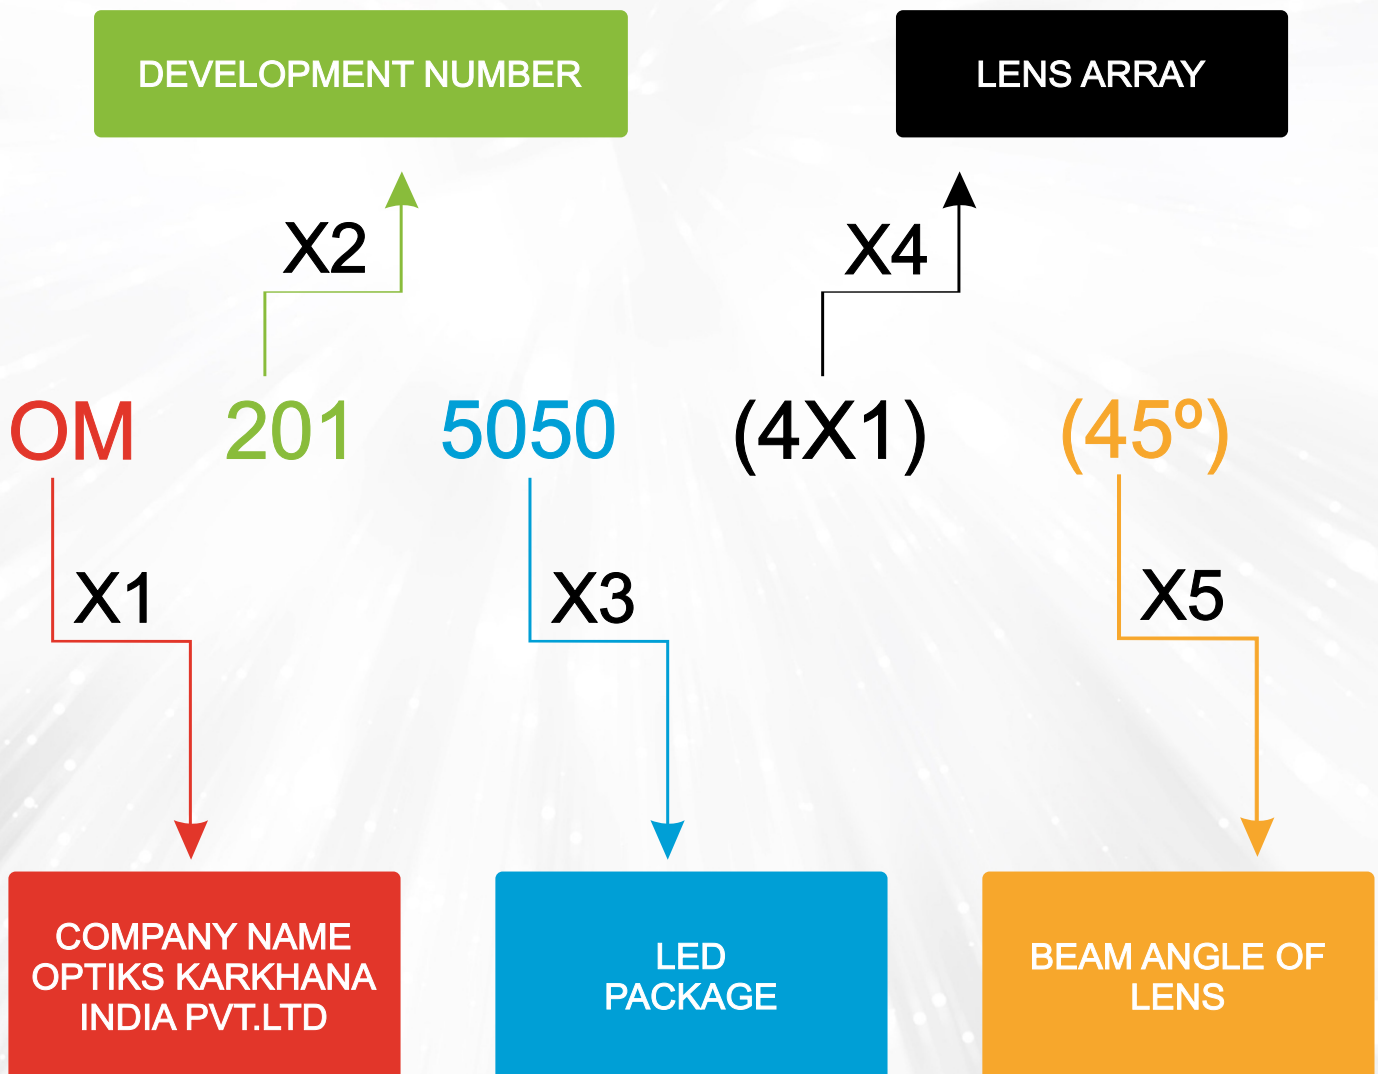 DEVELOPMENT NUMBER
LENS ARRAY
X2
X4
OM 201 5050 (4X1) (45º)
X1
X3
X5
COMPANY NAME
OPTIKS KARKHANA
INDIA PVT.LTD
LED
PACKAGE
BEAM ANGLE OF
LENS